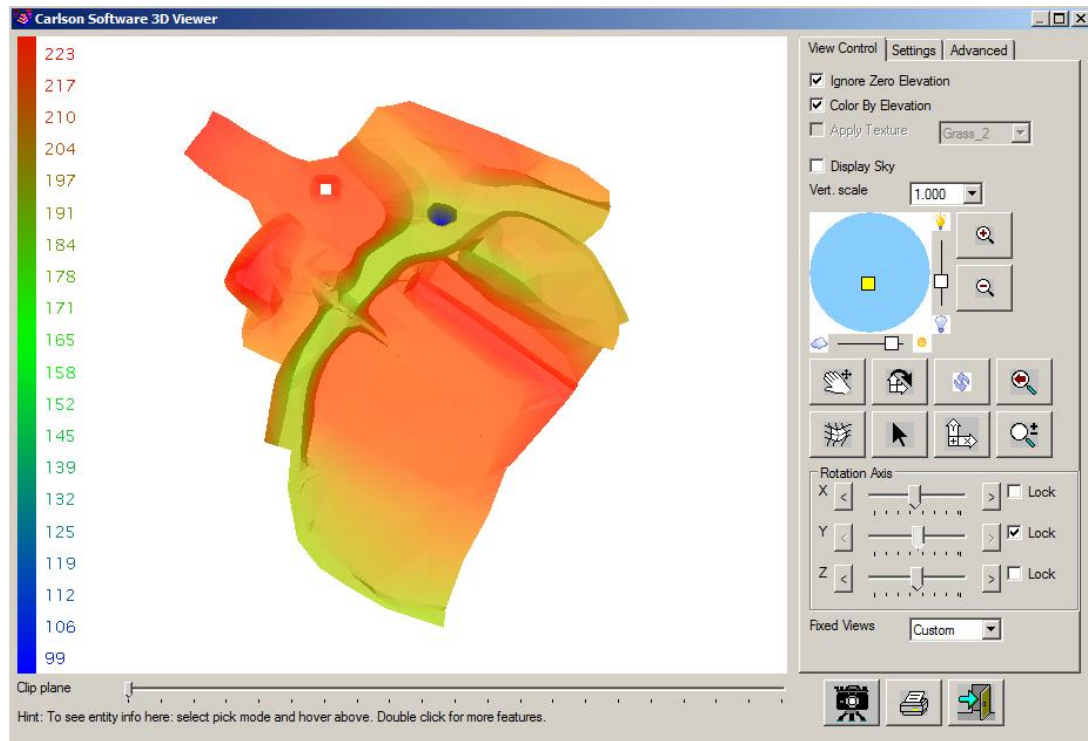 Carlson Software 3D Viewer
223
217
210
204
197
191
184
178
171
165
158
152
145
139
132
125
119
112
106
99
View Control Settings Advanced
Ignore Zero Elevation
Color By Elevation
Apply Texture Grass_2
Display Sky
Vert. scale 1.000
Y
X
Rotation Axis
X < > Lock
Y < > Lock
Z < > Lock
Fixed Views Custom
Clip plane
Hint: To see entity info here: select pick mode and hover above. Double click for more features.